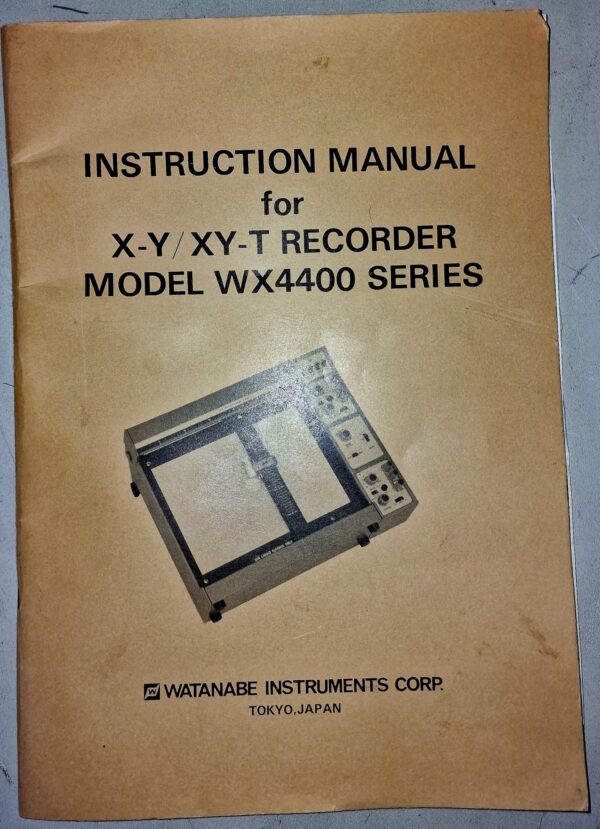 INSTRUCTION MANUAL
for
X-Y/XY-T RECORDER
MODEL WX4400 SERIES
W WATANABE INSTRUMENTS CORP.
TOKYO,JAPAN